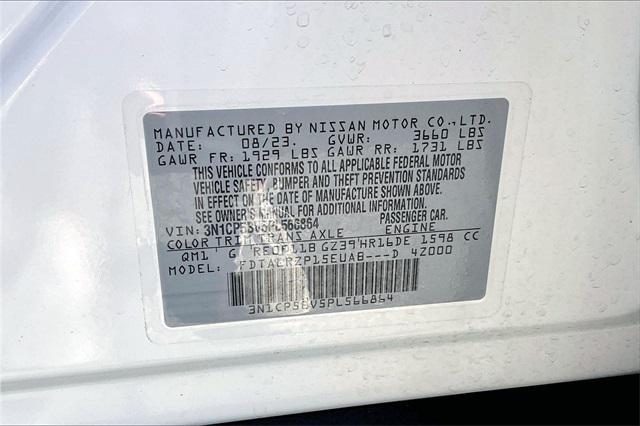 MANUFACTURED BY NISSAN MOTOR CO.,LTD.
DATE: 08/23. GVWR: 3660 LBS
GAWR FR: 1929 LBS GAWR RR: 1731 LBS
THIS VEHICLE CONFORMS TO ALL APPLICABLE FEDERAL MOTOR
VEHICLE SAFETY, BUMPER AND THEFT PREVENTION STANDARDS
IN EFFECT ON THE DATE OF MANUFACTURE SHOWN ABOVE.
SEE OWNER'S MANUAL FOR ADDITIONAL INFORMATION.
VIN: 3N1CP5BV5PL566864 PASSENGER CAR.
COLOR TRIM TRANS AXLE ENGINE
QM1 G RE0F11B GZ39 HR16DE 1598 CC
MODEL: 4Z000
3N1CP5BV5PL566864